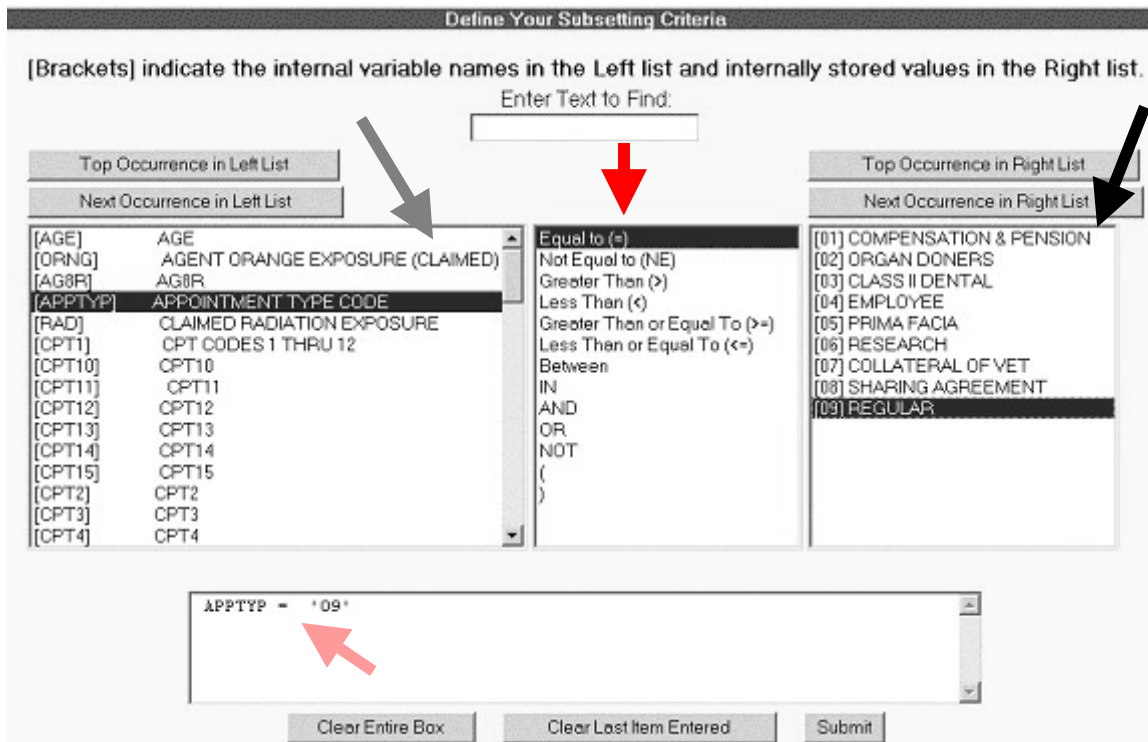 Define Your Subsetting Criteria
[Brackets] indicate the internal variable names in the Left list and internally stored values in the Right list.
Enter Text to Find:
Top Occurrence in Left List
Next Occurrence in Left List
Top Occurrence in Right List
Next Occurrence in Right List
[AGE] AGE
[ORNG] AGENT ORANGE EXPOSURE (CLAIMED)
[AG8R] AG8R
[APPTYP] APPOINTMENT TYPE CODE
[RAD] CLAIMED RADIATION EXPOSURE
[CPT1] CPT CODES 1 THRU 12
[CPT10] CPT10
[CPT11] CPT11
[CPT12] CPT12
[CPT13] CPT13
[CPT14] CPT14
[CPT15] CPT15
[CPT2] CPT2
[CPT3] CPT3
[CPT4] CPT4
Equal to (=)
Not Equal to (NE)
Greater Than (>)
Less Than (<)
Greater Than or Equal To (>=)
Less Than or Equal To (<=)
Between
IN
AND
OR
NOT
(
)
[01] COMPENSATION & PENSION
[02] ORGAN DONERS
[03] CLASS II DENTAL
[04] EMPLOYEE
[05] PRIMA FACIA
[06] RESEARCH
[07] COLLATERAL OF VET
[08] SHARING AGREEMENT
[09] REGULAR
APPTYP = '09'
Clear Entire Box
Clear Last Item Entered
Submit